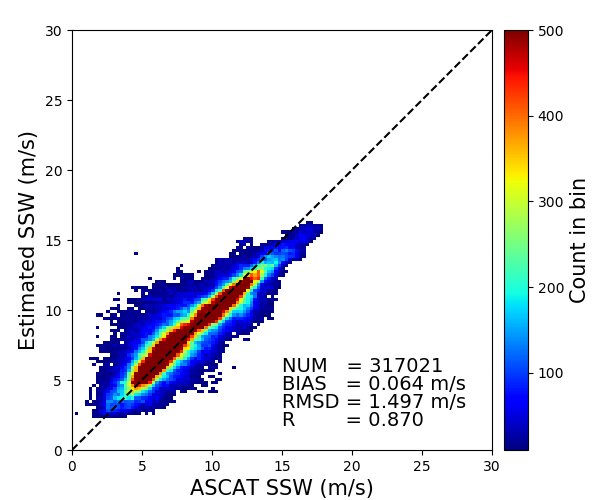 30
25
20
15
10
5
0
Estimated SSW (m/s)
NUM = 317021
BIAS = 0.064 m/s
RMSD = 1.497 m/s
R = 0.870
0 5 10 15 20 25 30
ASCAT SSW (m/s)
500
400
300
200
100
Count in bin